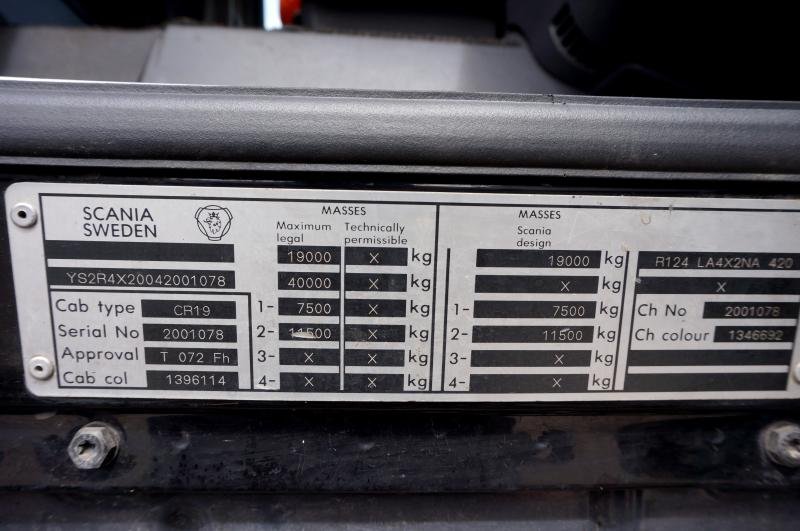 SCANIA
SWEDEN
YS2R4X20042001078
Cab type CR19
Serial No 2001078
Approval T 072 Fh
Cab col 1396114
MASSES
Maximum legal
Technically permissible
19000 X kg
40000 X kg
1- 7500 X kg
2- 11500 X kg
3- X X kg
4- X X kg
MASSES
Scania
design
19000 kg
X kg
1- 7500 kg
2- 11500 kg
3- X kg
4- X kg
R124 LA4X2NA 420
X
Ch No 2001078
Ch colour 1346692